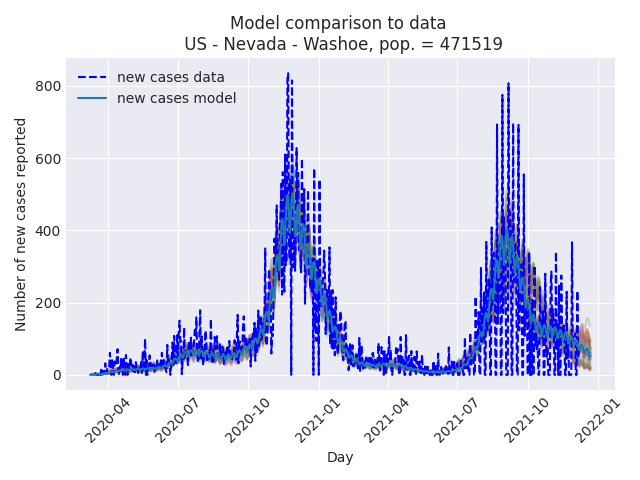 Model comparison to data
US - Nevada - Washoe, pop. = 471519
new cases data
new cases model
Number of new cases reported
800
600
400
200
0
2020-04
2020-07
2020-10
2021-01
2021-04
2021-07
2021-10
2022-01
Day